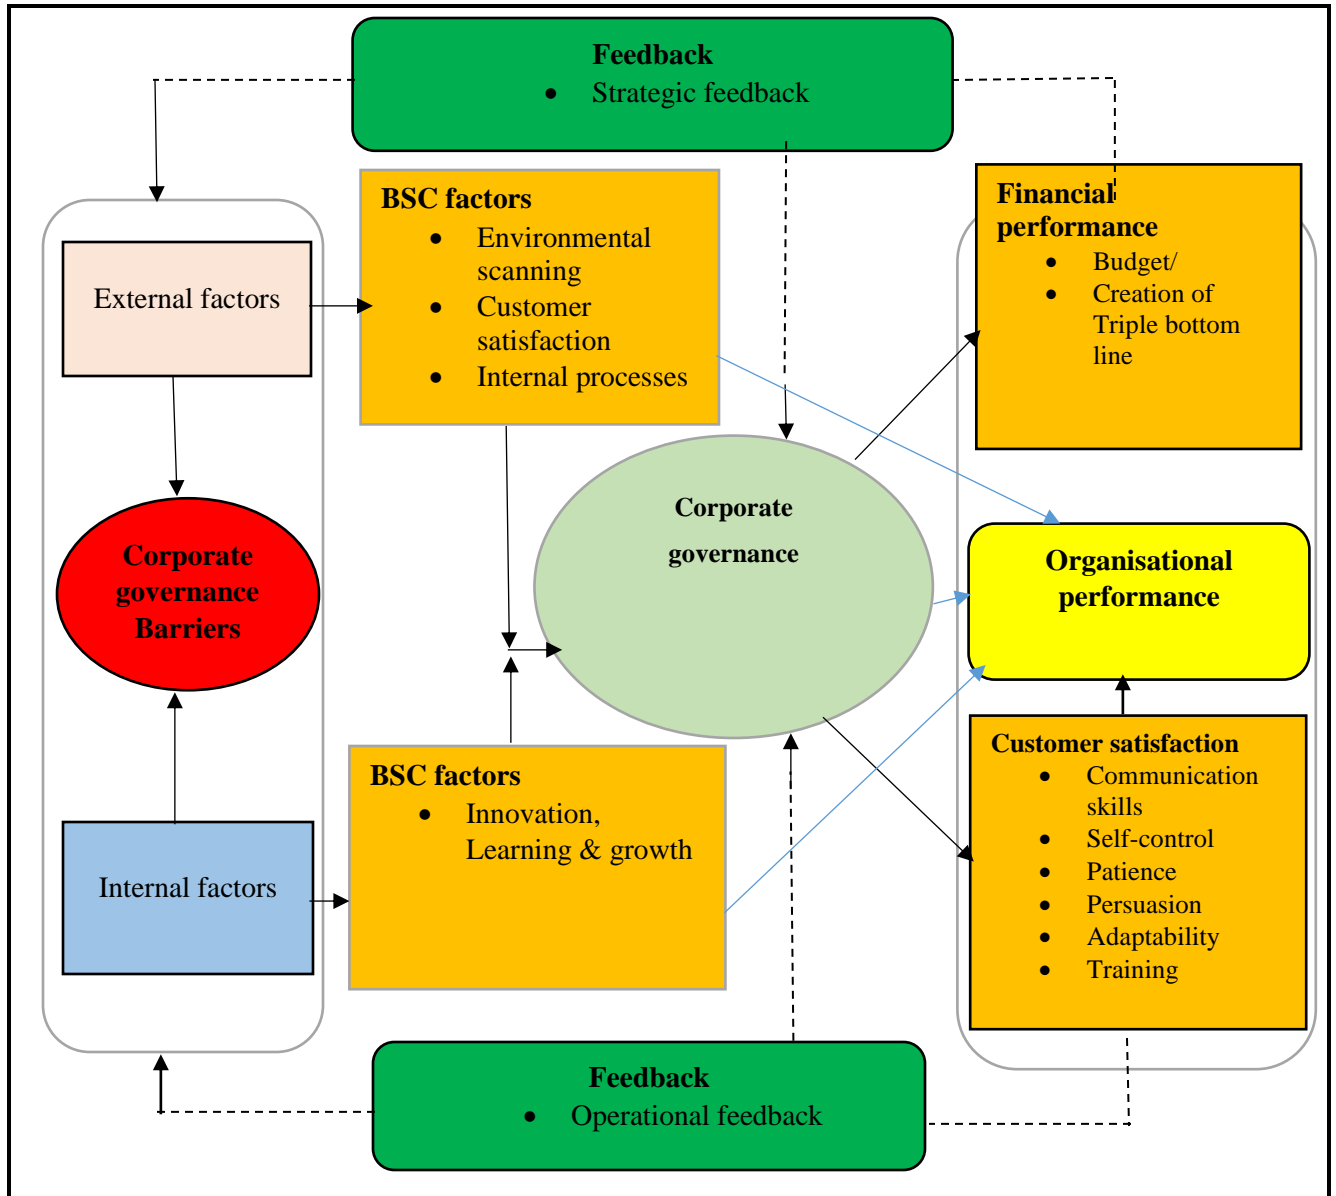 Feedback
• Strategic feedback
BSC factors
• Environmental
scanning
• Customer
satisfaction
• Internal processes
Financial
performance
• Budget/
• Creation of
Triple bottom
line
External factors
Corporate
governance
Corporate
governance
Barriers
Organisational
performance
BSC factors
• Innovation,
Learning & growth
Customer satisfaction
• Communication
skills
• Self-control
• Patience
• Persuasion
• Adaptability
• Training
Internal factors
Feedback
• Operational feedback